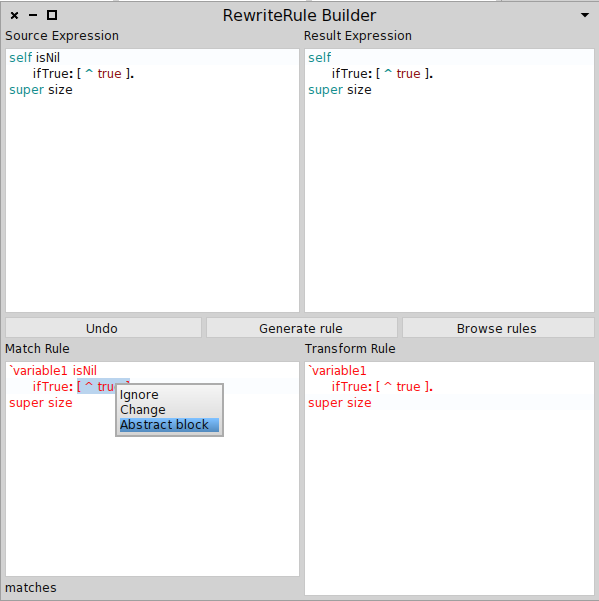 RewriteRule Builder
Source Expression
self isNil
ifTrue: [ ^ true ].
super size
Result Expression
self
ifTrue: [ ^ true ].
super size
Undo
Generate rule
Browse rules
Match Rule
`variable1 isNil
ifTrue: [ ^ true ]
super size
Ignore
Change
Abstract block
matches
Transform Rule
`variable1
ifTrue: [ ^ true ].
super size